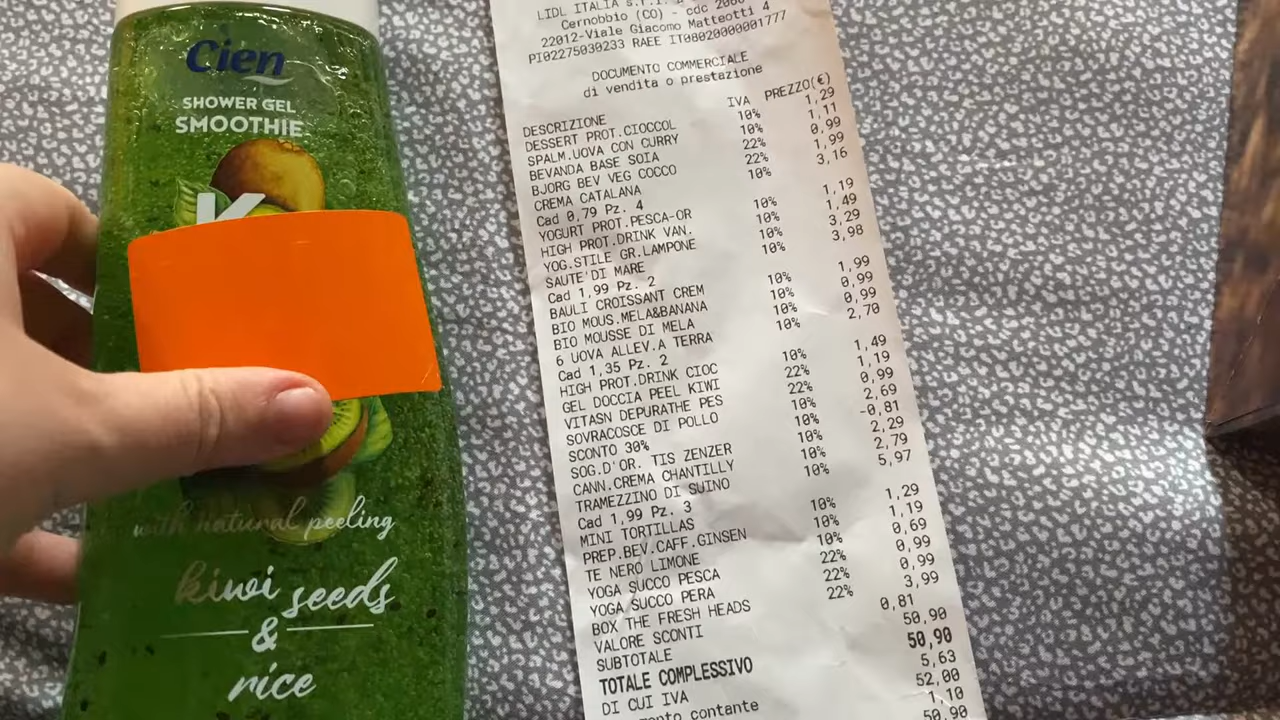 Cien
SHOWER GEL
SMOOTHIE
with natural peeling
kiwi seeds
&
rice
LIDL ITALIA s.r.l.
Cernobbio (CO) - cdc
22012-Viale Giacomo Matteotti 4
PI02275030233 RAEE IT08020000001777
DOCUMENTO COMMERCIALE
di vendita o prestazione
DESCRIZIONE IVA PREZZO(€)
DESSERT PROT.CIOCCOL 10% 1,29
SPALM.UOVA CON CURRY 10% 1,11
BEVANDA BASE SOIA 22% 0,99
BJORG BEV VEG COCCO 22% 1,99
CREMA CATALANA 10% 3,16
Cad 0,79 Pz. 4
YOGURT PROT.PESCA-OR 10% 1,19
HIGH PROT.DRINK VAN. 10% 1,49
YOG.STILE GR.LAMPONE 10% 3,29
SAUTE'DI MARE 10% 3,98
Cad 1,99 Pz. 2
BAULI CROISSANT CREM 10% 1,99
BIO MOUS.MELA&BANANA 10% 0,99
BIO MOUSSE DI MELA 10% 0,99
6 UOVA ALLEV.A TERRA 10% 2,70
Cad 1,35 Pz. 2
HIGH PROT.DRINK CIOC 10% 1,49
GEL DOCCIA PEEL KIWI 22% 1,19
VITASN DEPURATHE PES 22% 0,99
SOVRACOSCE DI POLLO 10% 2,69
SCONTO 30% 10% -0,81
SOG.D'OR. TIS ZENZER 10% 2,29
CANN.CREMA CHANTILLY 10% 2,79
TRAMEZZINO DI SUINO 10% 5,97
Cad 1,99 Pz. 3
MINI TORTILLAS 10% 1,29
PREP.BEV.CAFF.GINSEN 10% 1,19
TE NERO LIMONE 10% 0,69
YOGA SUCCO PESCA 22% 0,99
YOGA SUCCO PERA 22% 0,99
BOX THE FRESH HEADS 22% 3,99
VALORE SCONTI 0,81
SUBTOTALE 50,90
TOTALE COMPLESSIVO 50,90
DI CUI IVA 5,63
contante 52,00
1,10
50,90